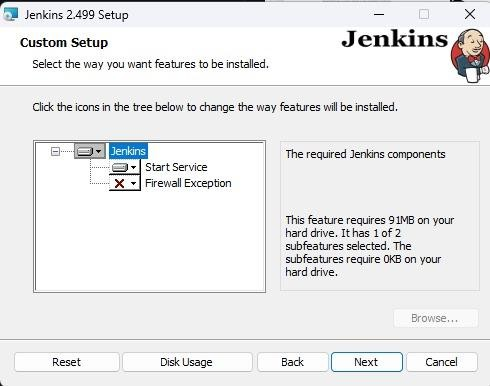 Jenkins 2.499 Setup
Custom Setup
Select the way you want features to be installed.
Jenkins
Click the icons in the tree below to change the way features will be installed.
Jenkins
Start Service
Firewall Exception
The required Jenkins components
This feature requires 91MB on your
hard drive. It has 1 of 2
subfeatures selected. The
subfeatures require 0KB on your
hard drive.
Browse...
Reset
Disk Usage
Back
Next
Cancel